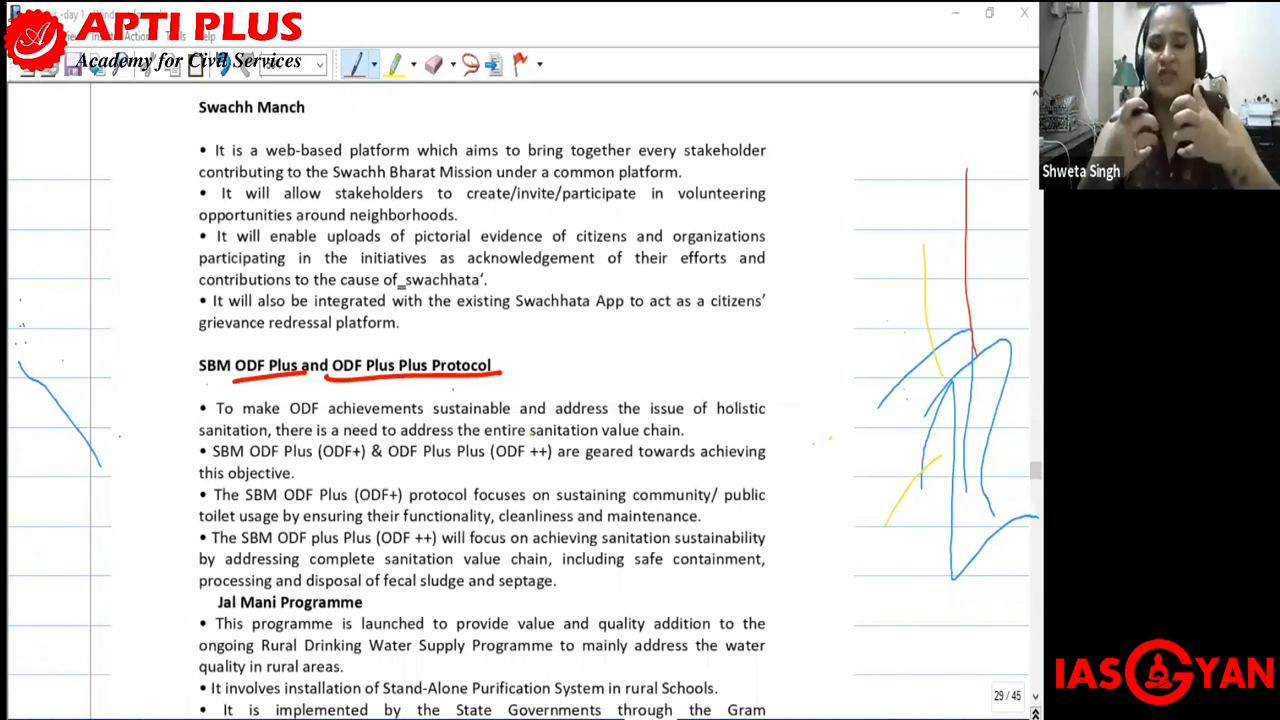 APTI PLUS
Academy for Civil Services
Swachh Manch
• It is a web-based platform which aims to bring together every stakeholder
contributing to the Swachh Bharat Mission under a common platform.
• It will allow stakeholders to create/invite/participate in volunteering
opportunities around neighborhoods.
• It will enable uploads of pictorial evidence of citizens and organizations
participating in the initiatives as acknowledgement of their efforts and
contributions to the cause of_swachhata‘.
• It will also be integrated with the existing Swachhata App to act as a citizens’
grievance redressal platform.
SBM ODF Plus and ODF Plus Plus Protocol
• To make ODF achievements sustainable and address the issue of holistic
sanitation, there is a need to address the entire sanitation value chain.
• SBM ODF Plus (ODF+) & ODF Plus Plus (ODF ++) are geared towards achieving
this objective.
• The SBM ODF Plus (ODF+) protocol focuses on sustaining community/ public
toilet usage by ensuring their functionality, cleanliness and maintenance.
• The SBM ODF plus Plus (ODF ++) will focus on achieving sanitation sustainability
by addressing complete sanitation value chain, including safe containment,
processing and disposal of fecal sludge and septage.
Jal Mani Programme
• This programme is launched to provide value and quality addition to the
ongoing Rural Drinking Water Supply Programme to mainly address the water
quality in rural areas.
• It involves installation of Stand-Alone Purification System in rural Schools.
• It is implemented by the State Governments through the Gram
29 / 45
Shweta Singh
IAS GYAN